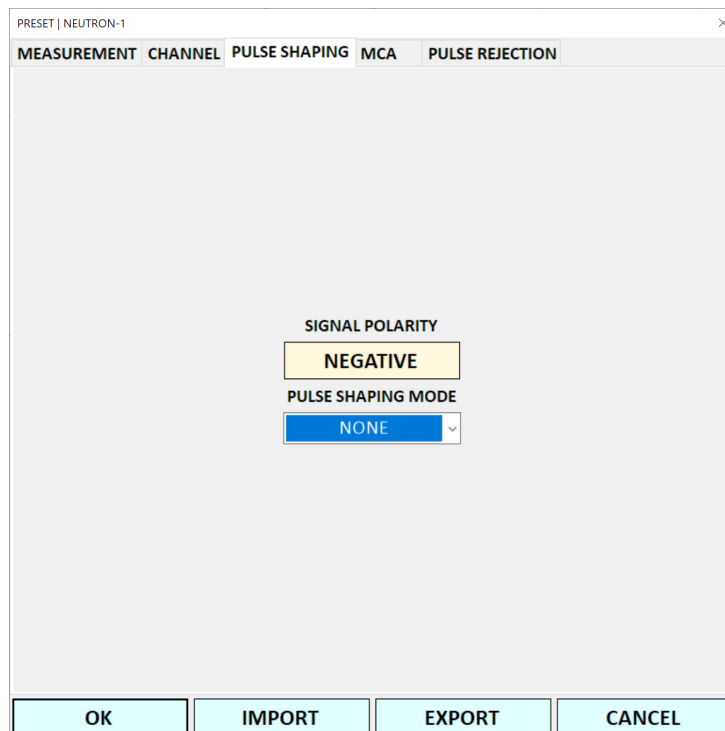 PRESET | NEUTRON-1
MEASUREMENT CHANNEL PULSE SHAPING MCA PULSE REJECTION
SIGNAL POLARITY
NEGATIVE
PULSE SHAPING MODE
NONE
OK IMPORT EXPORT CANCEL